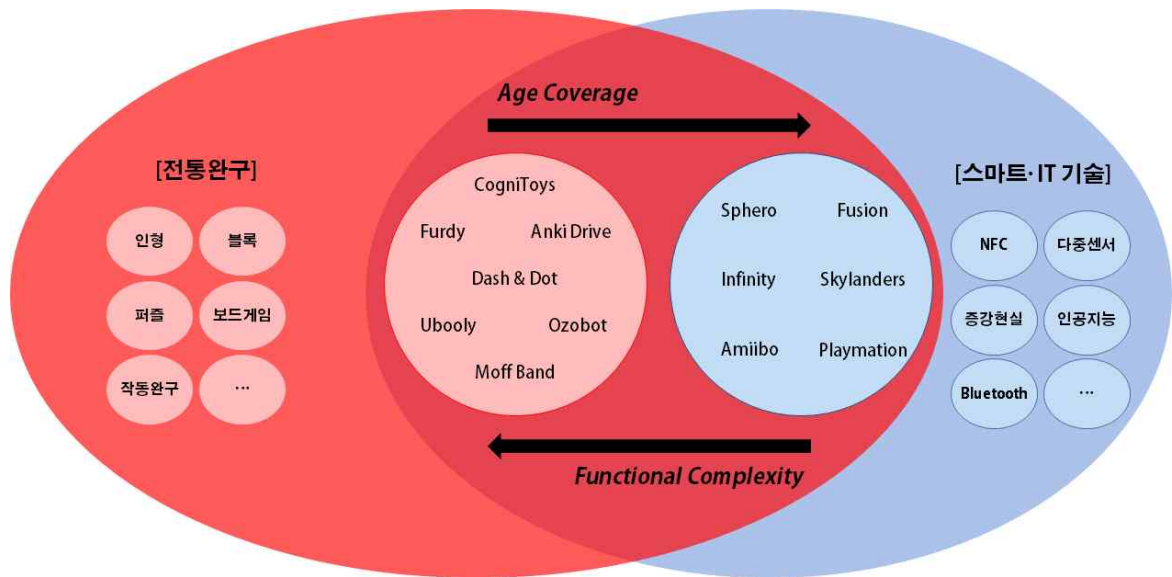 Age Coverage
[전통완구]
인형
블록
퍼즐
보드게임
작동완구
...
CogniToys
Furdy
Anki Drive
Dash & Dot
Ubooly
Ozobot
Moff Band
Sphero
Fusion
Infinity
Skylanders
Amiibo
Playmation
[스마트·IT 기술]
NFC
다중센서
증강현실
인공지능
Bluetooth
...
Functional Complexity